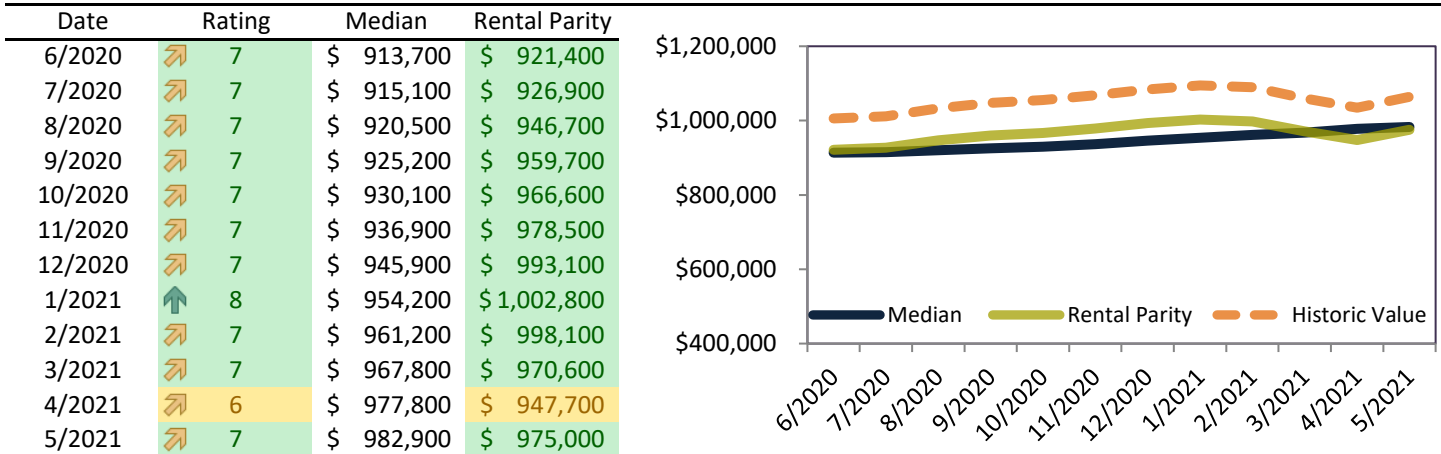 Date Rating Median Rental Parity
6/2020 7 $ 913,700 $ 921,400
7/2020 7 $ 915,100 $ 926,900
8/2020 7 $ 920,500 $ 946,700
9/2020 7 $ 925,200 $ 959,700
10/2020 7 $ 930,100 $ 966,600
11/2020 7 $ 936,900 $ 978,500
12/2020 7 $ 945,900 $ 993,100
1/2021 8 $ 954,200 $ 1,002,800
2/2021 7 $ 961,200 $ 998,100
3/2021 7 $ 967,800 $ 970,600
4/2021 6 $ 977,800 $ 947,700
5/2021 7 $ 982,900 $ 975,000
$1,200,000
$1,000,000
$800,000
$600,000
$400,000
Median Rental Parity Historic Value
6/2020 7/2020 8/2020 9/2020 10/2020 11/2020 12/2020 1/2021 2/2021 3/2021 4/2021 5/2021